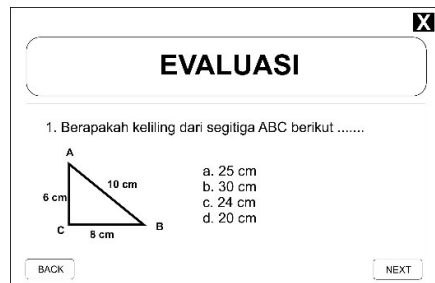 X
EVALUASI
1. Berapakah keliling dari segitiga ABC berikut .......
A
10 cm
6 cm
C
8 cm
B
a. 25 cm
b. 30 cm
c. 24 cm
d. 20 cm
BACK
NEXT